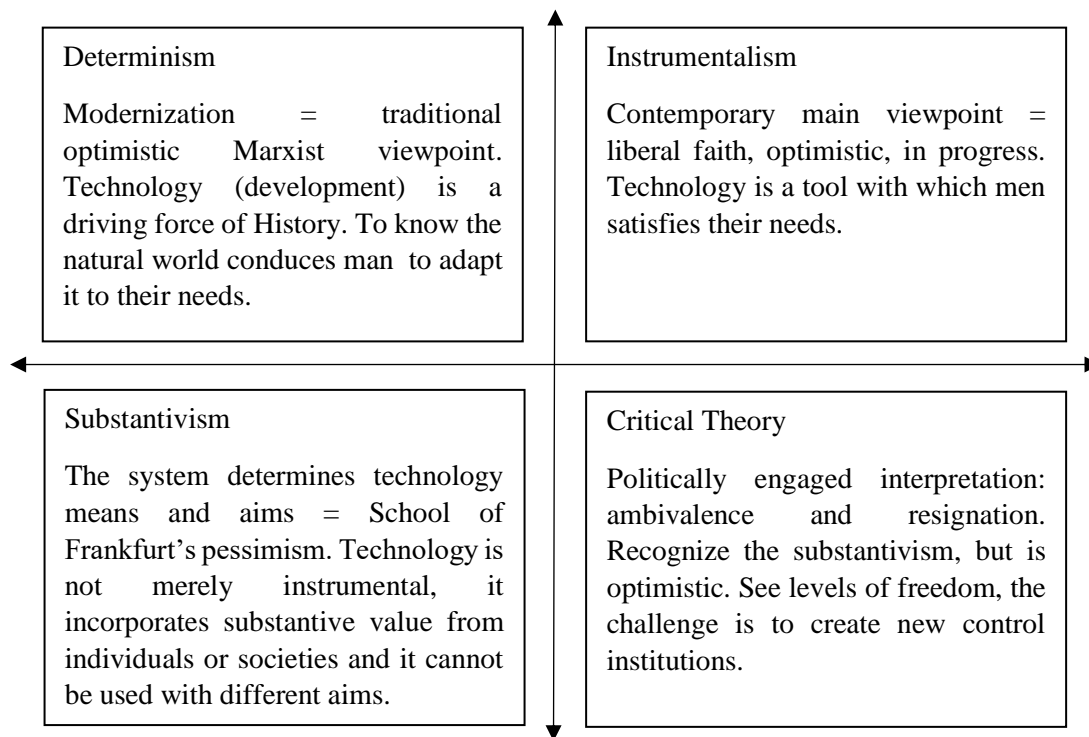 Determinism
Modernization = traditional
optimistic Marxist viewpoint.
Technology (development) is a
driving force of History. To know the
natural world conduces man to adapt
it to their needs.
Instrumentalism
Contemporary main viewpoint =
liberal faith, optimistic, in progress.
Technology is a tool with which men
satisfies their needs.
Substantivism
The system determines technology
means and aims = School of
Frankfurt’s pessimism. Technology is
not merely instrumental, it
incorporates substantive value from
individuals or societies and it cannot
be used with different aims.
Critical Theory
Politically engaged interpretation:
ambivalence and resignation.
Recognize the substantivism, but is
optimistic. See levels of freedom, the
challenge is to create new control
institutions.